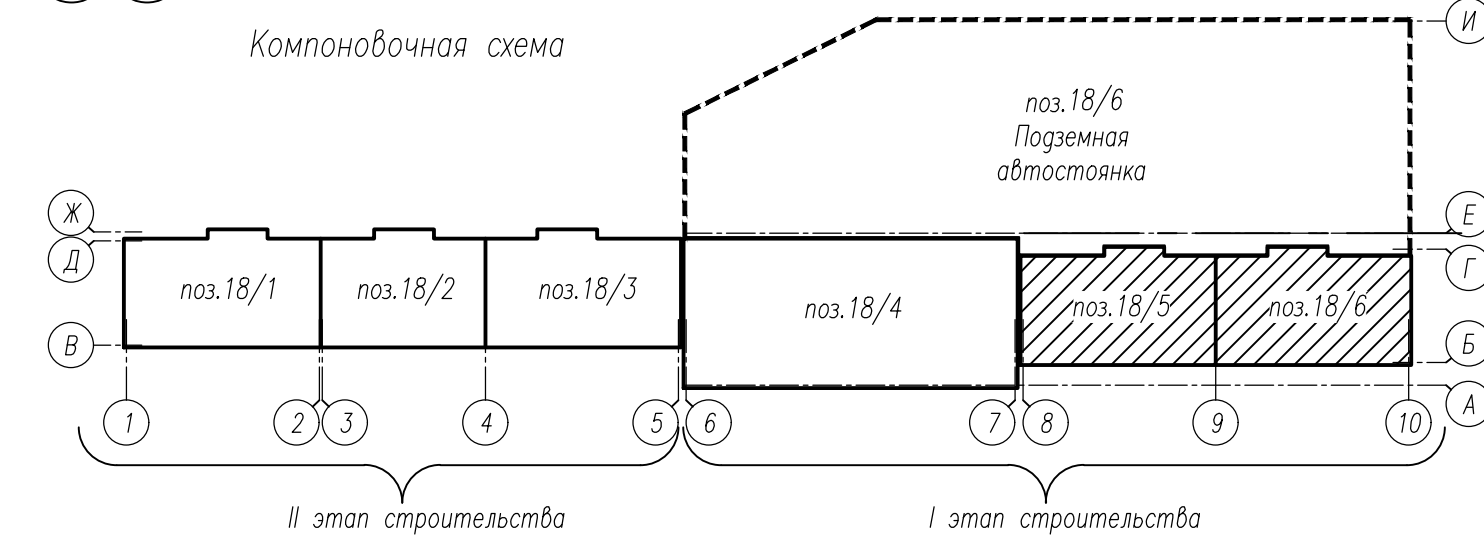 Компоновочная схема
И
поз.18/6
Подземная
автостоянка
Ж
Е
Д
Г
поз.18/1 поз.18/2 поз.18/3 поз.18/4 поз.18/5 поз.18/6
В
Б
А
1 2 3 4 5 6 7 8 9 10
II этап строительства I этап строительства